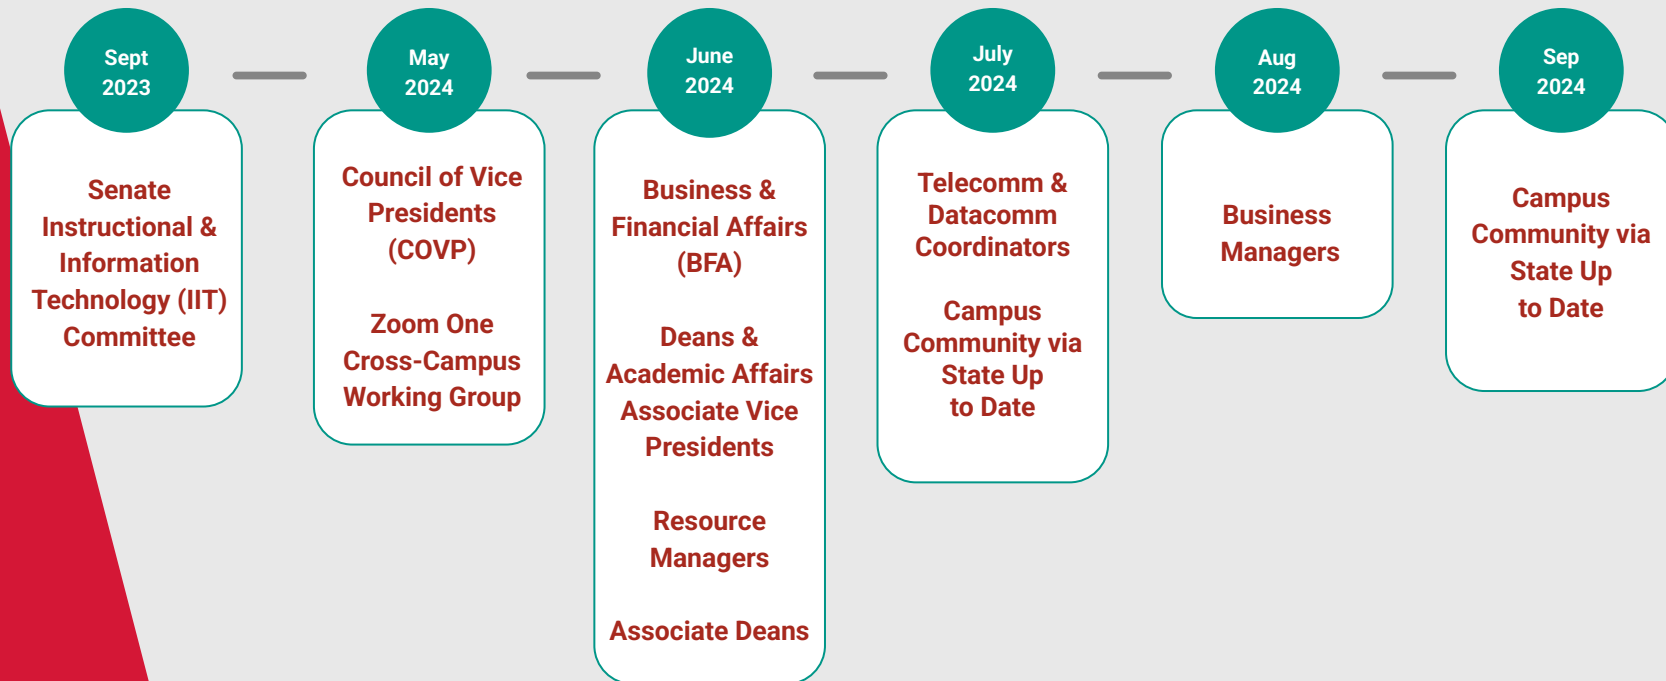 Sept
2023
Senate
Instructional &
Information
Technology (IIT)
Committee
May
2024
Council of Vice
Presidents
(COVP)
Zoom One
Cross-Campus
Working Group
June
2024
Business &
Financial Affairs
(BFA)
Deans &
Academic Affairs
Associate Vice
Presidents
Resource
Managers
Associate Deans
July
2024
Telecomm &
Datacomm
Coordinators
Campus
Community via
State Up
to Date
Aug
2024
Business
Managers
Sep
2024
Campus
Community via
State Up
to Date